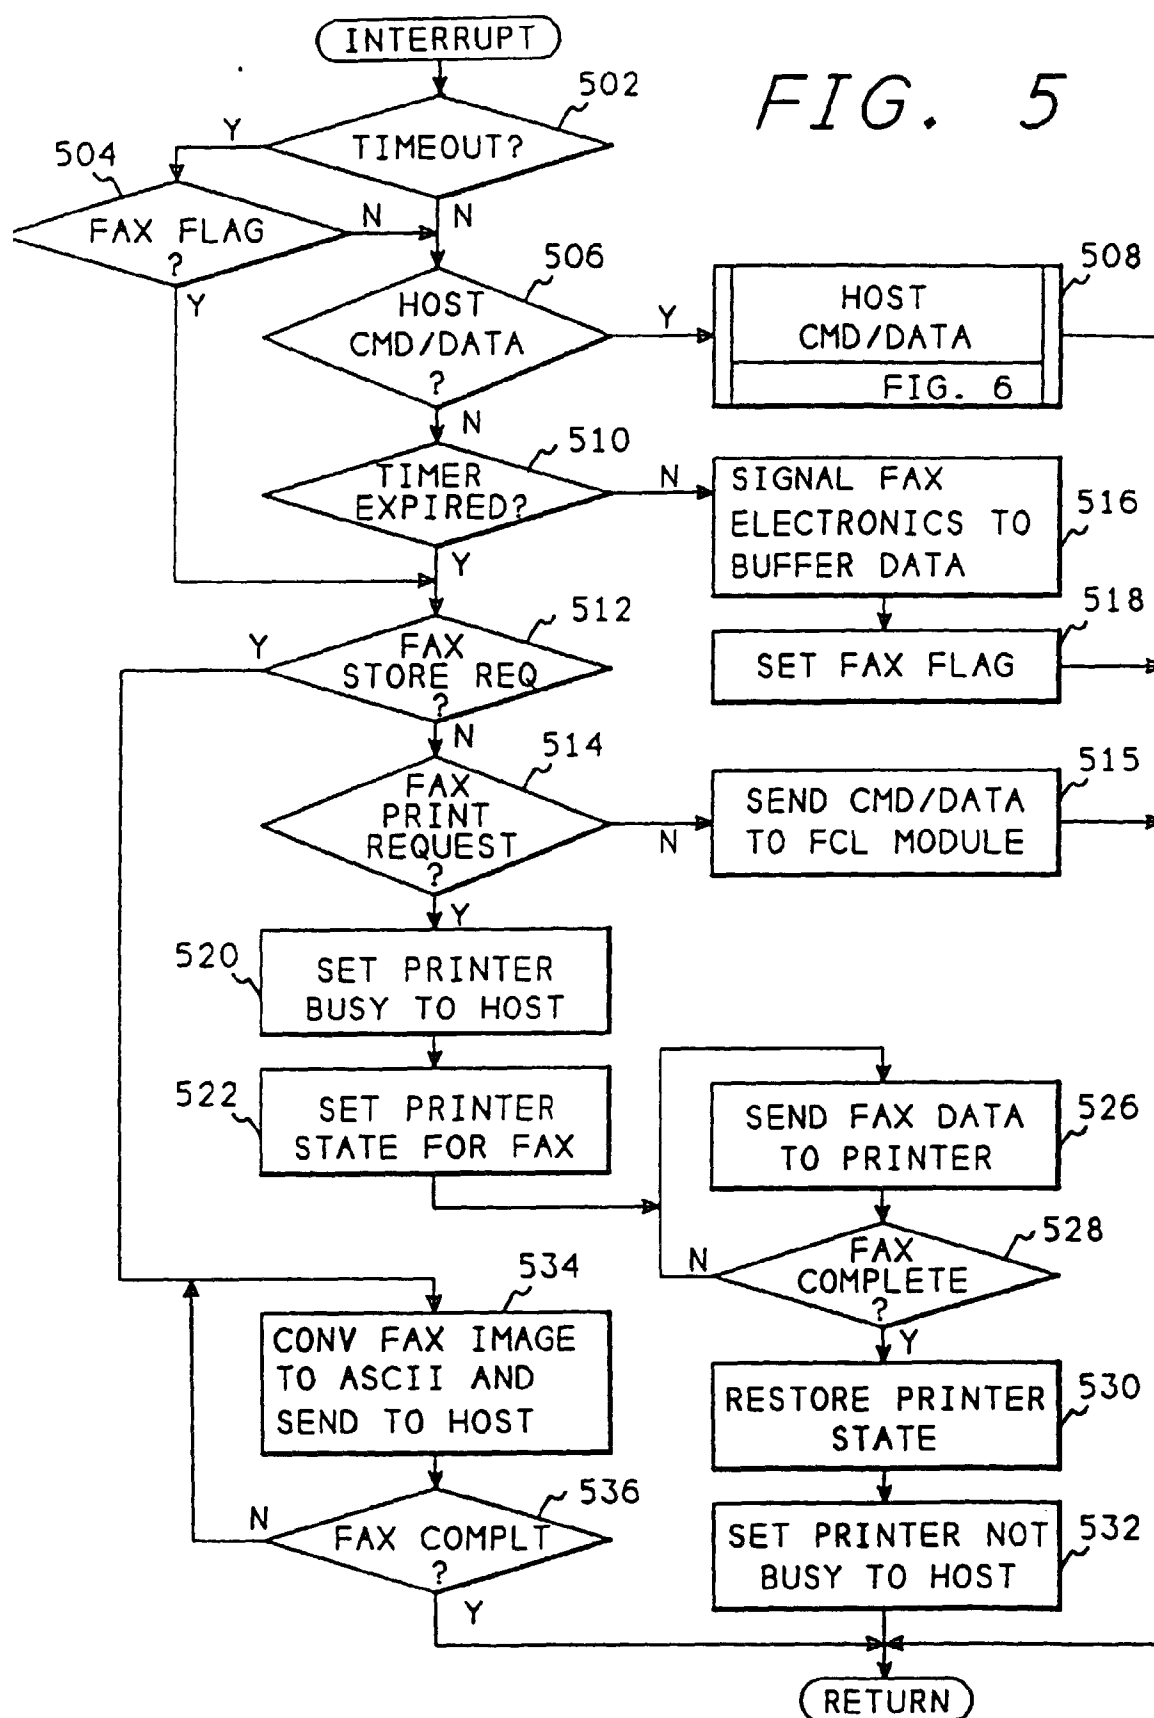 INTERRUPT
FIG. 5
502
TIMEOUT?
Y
N
504
FAX FLAG
?
N
Y
506
HOST
CMD/DATA
?
Y
N
508
HOST
CMD/DATA
FIG. 6
510
TIMER
EXPIRED?
N
Y
SIGNAL FAX
ELECTRONICS TO
BUFFER DATA
516
512
FAX
STORE REQ
?
Y
N
518
SET FAX FLAG
514
FAX
PRINT
REQUEST
?
N
Y
515
SEND CMD/DATA
TO FCL MODULE
520
SET PRINTER
BUSY TO HOST
522
SET PRINTER
STATE FOR FAX
SEND FAX DATA
TO PRINTER
526
528
FAX
COMPLETE
?
N
Y
534
CONV FAX IMAGE
TO ASCII AND
SEND TO HOST
RESTORE PRINTER
STATE
530
536
FAX COMPLT
?
N
Y
SET PRINTER NOT
BUSY TO HOST
532
RETURN